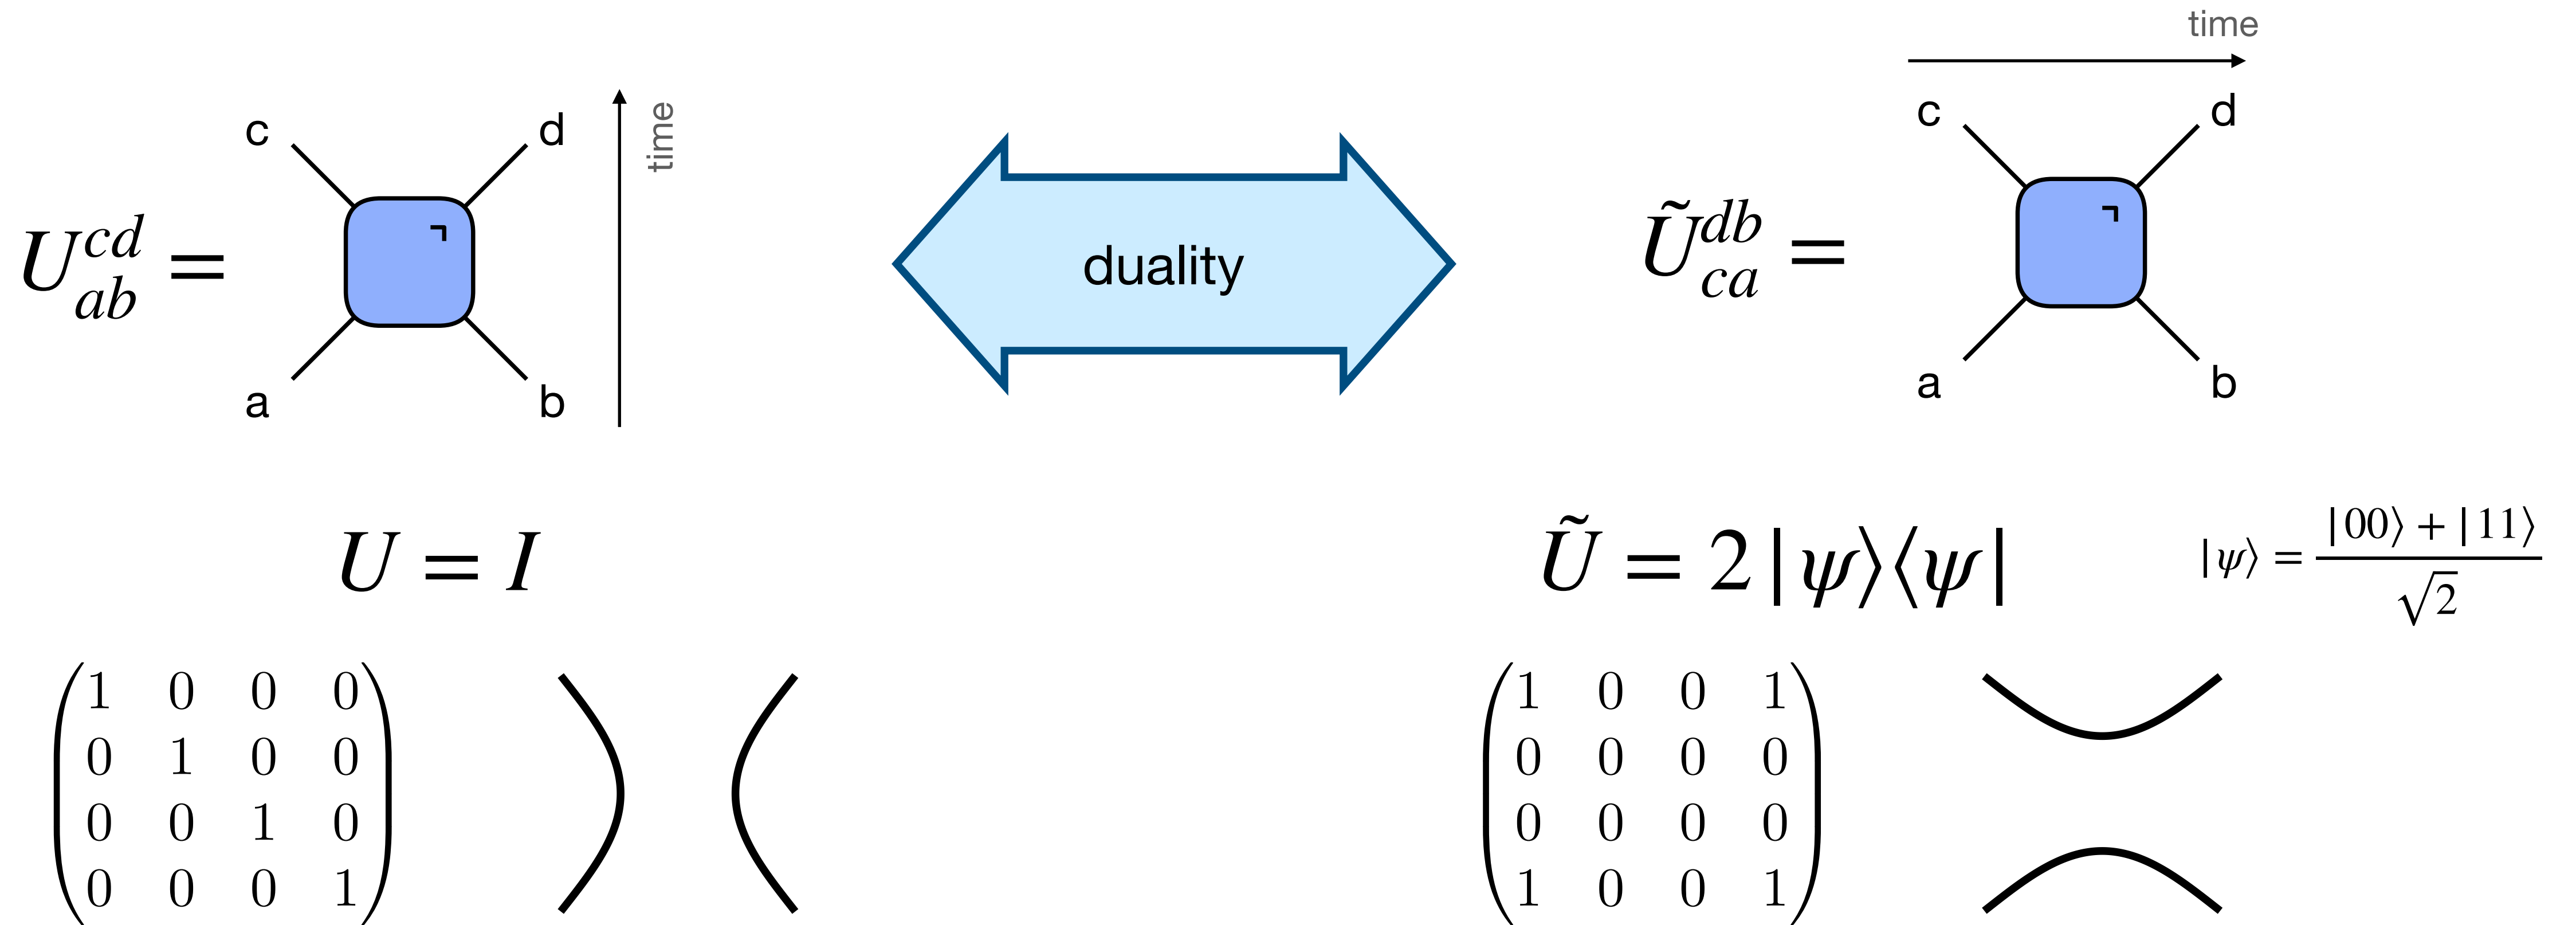 time
c d
time
c d
U^{cd}_{ab} =
duality
Ũ^{db}_{ca} =
a b
a b
U = I
Ũ = 2|ψ⟩⟨ψ|
|ψ⟩ = (|00⟩ + |11⟩)/√2
1 0 0 0
0 1 0 0
0 0 1 0
0 0 0 1
1 0 0 1
0 0 0 0
0 0 0 0
1 0 0 1